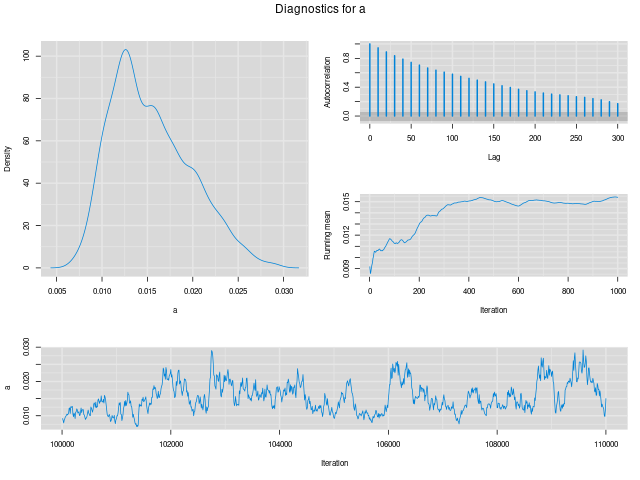 Diagnostics for a
Density
0 20 40 60 80 100
0.005 0.010 0.015 0.020 0.025 0.030
a
Autocorrelation
0.0 0.4 0.8
0 50 100 150 200 250 300
Lag
Running mean
0.009 0.012 0.015
0 200 400 600 800 1000
Iteration
a
0.010 0.020 0.030
100000 102000 104000 106000 108000 110000
Iteration